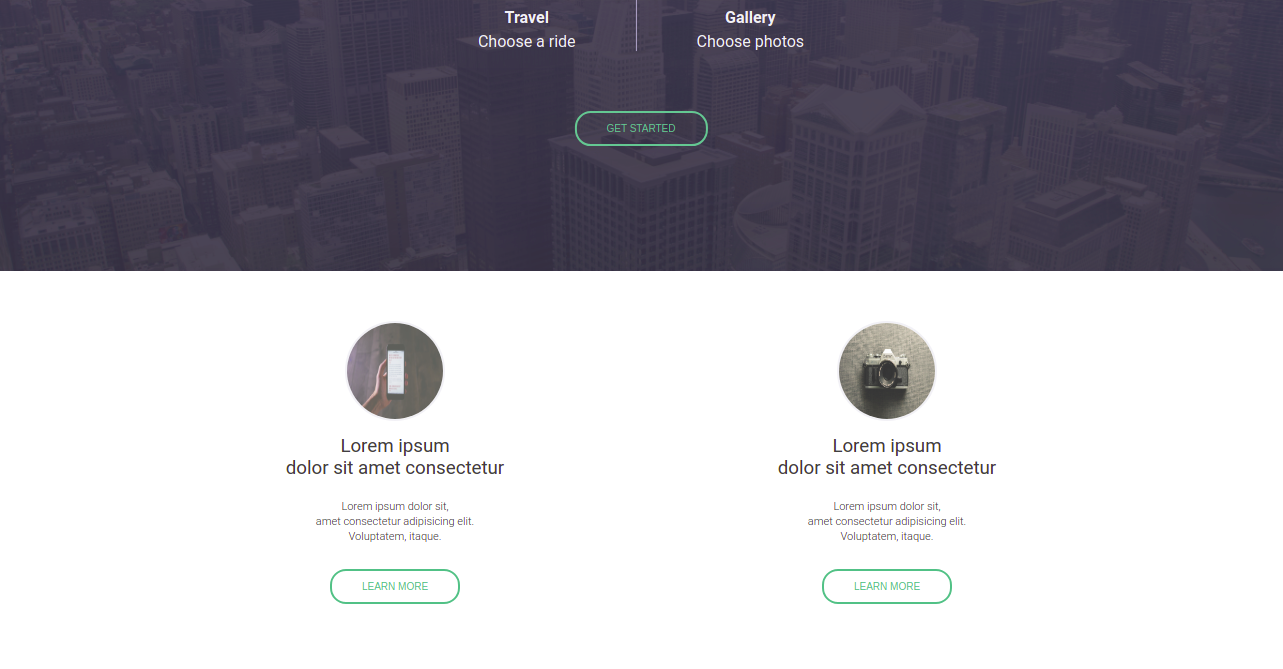 Travel
Choose a ride
Gallery
Choose photos
GET STARTED
Lorem ipsum
dolor sit amet consectetur
Lorem ipsum dolor sit,
amet consectetur adipisicing elit.
Voluptatem, itaque.
LEARN MORE
Lorem ipsum
dolor sit amet consectetur
Lorem ipsum dolor sit,
amet consectetur adipisicing elit.
Voluptatem, itaque.
LEARN MORE